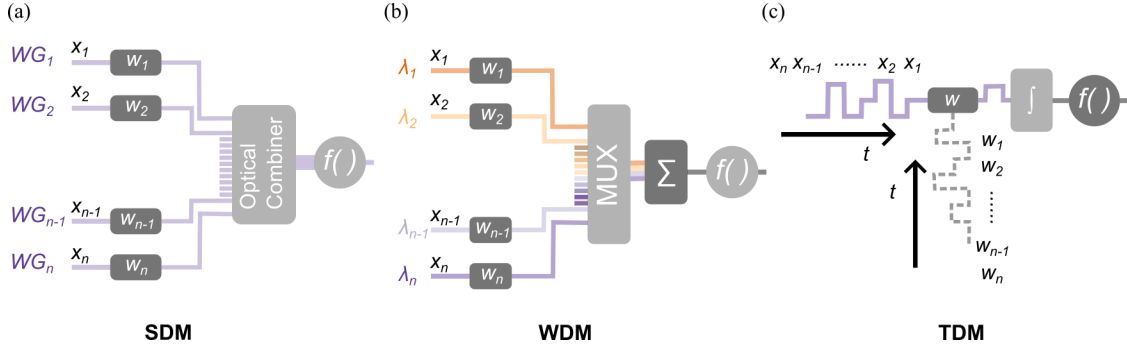 (a)
WG1 x1 w1
WG2 x2 w2
Optical
Combiner
f( )
WGn-1 xn-1 wn-1
WGn xn wn
SDM
(b)
λ1 x1 w1
λ2 x2 w2
MUX
Σ
f( )
λn-1 xn-1 wn-1
λn xn wn
WDM
(c)
xn xn-1 ...... x2 x1
w
∫
f( )
t
t
w1
w2
......
wn-1
wn
TDM